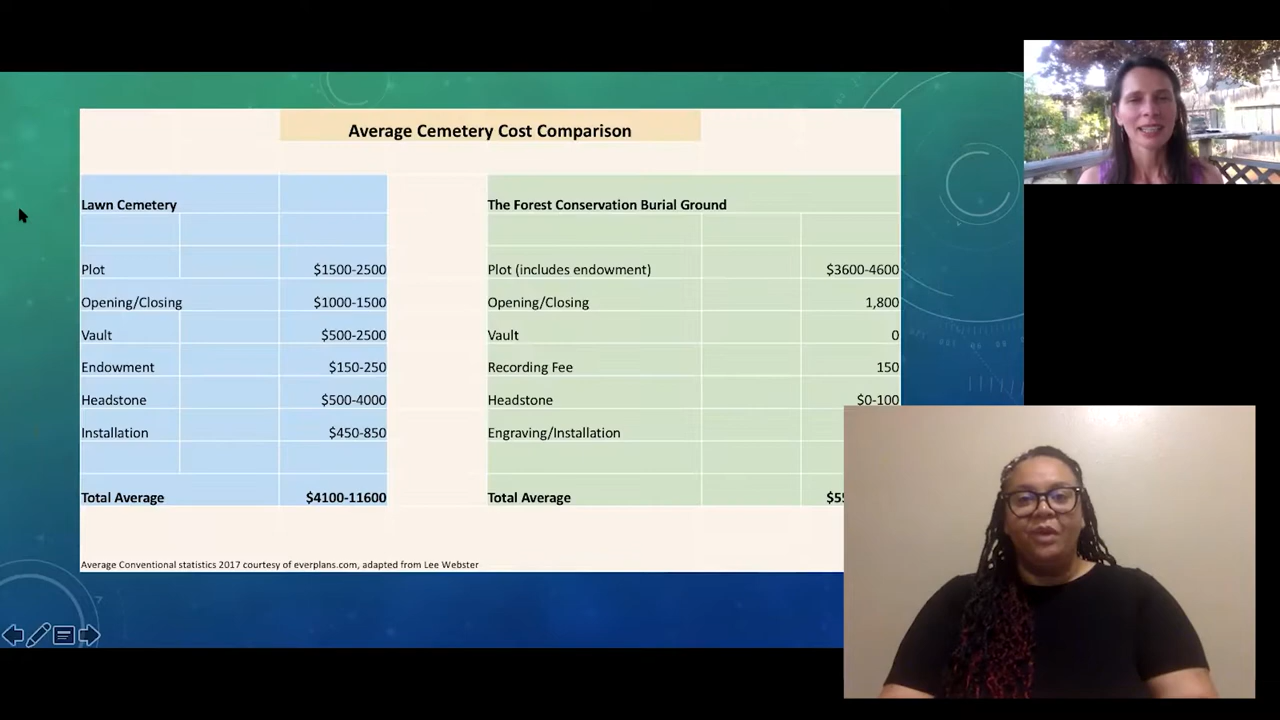 Average Cemetery Cost Comparison
Lawn Cemetery
Plot $1500-2500
Opening/Closing $1000-1500
Vault $500-2500
Endowment $150-250
Headstone $500-4000
Installation $450-850
Total Average $4100-11600
The Forest Conservation Burial Ground
Plot (includes endowment) $3600-4600
Opening/Closing 1,800
Vault 0
Recording Fee 150
Headstone $0-100
Engraving/Installation
Total Average
Average Conventional statistics 2017 courtesy of everplans.com, adapted from Lee Webster